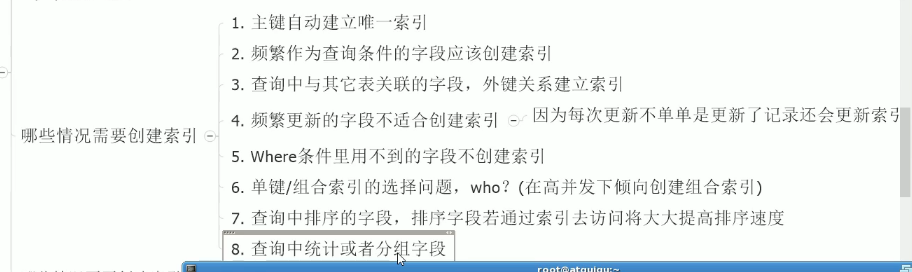 1. 主键自动建立唯一索引
2. 频繁作为查询条件的字段应该创建索引
3. 查询中与其它表关联的字段，外键关系建立索引
哪些情况需要创建索引
4. 频繁更新的字段不适合创建索引
因为每次更新不单单是更新了记录还会更新索引
5. Where条件里用不到的字段不创建索引
6. 单键/组合索引的选择问题，who？(在高并发下倾向创建组合索引)
7. 查询中排序的字段，排序字段若通过索引去访问将大大提高排序速度
8. 查询中统计或者分组字段
root@atguigu:~